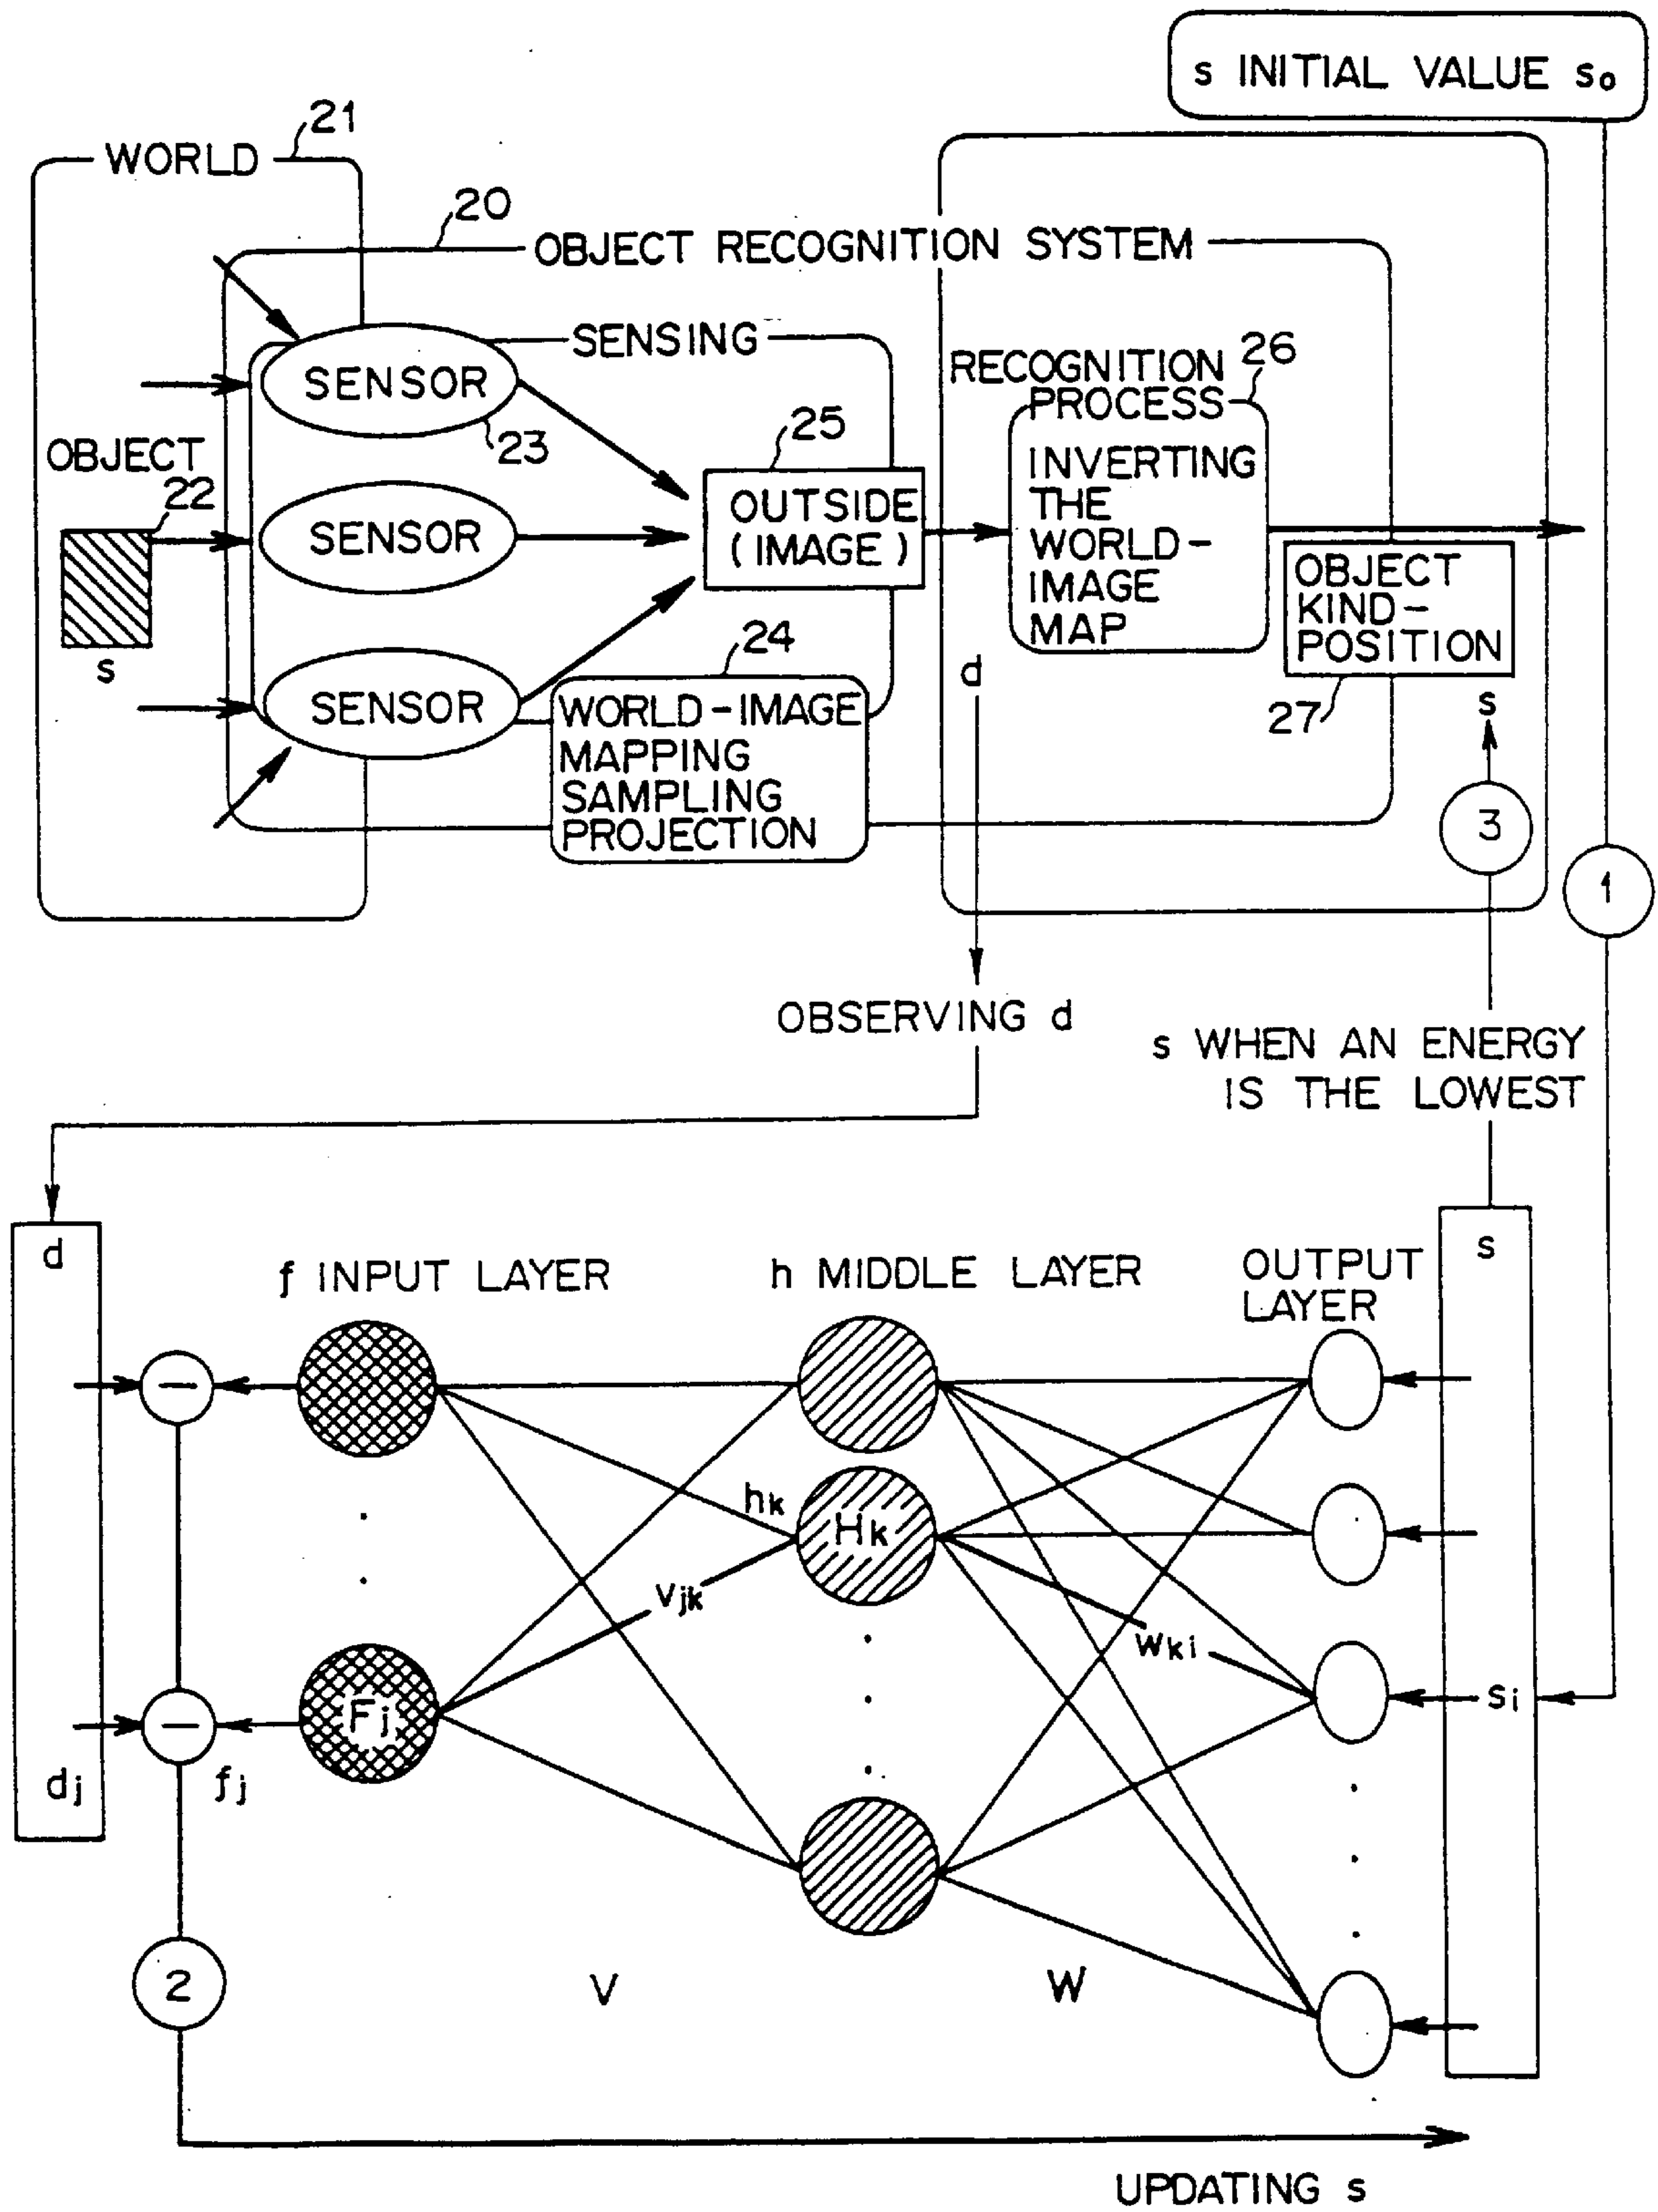 s INITIAL VALUE s0
21
WORLD
20
OBJECT RECOGNITION SYSTEM
SENSING
SENSOR
23
OBJECT
22
SENSOR
s
SENSOR
25
OUTSIDE
(IMAGE)
24
WORLD-IMAGE
MAPPING
SAMPLING
PROJECTION
RECOGNITION 26
PROCESS
INVERTING
THE
WORLD-
IMAGE
MAP
OBJECT
KIND-
POSITION
27
s
d
3
1
OBSERVING d
s WHEN AN ENERGY
IS THE LOWEST
d
f INPUT LAYER
h MIDDLE LAYER
OUTPUT
LAYER
s
hk
Hk
vjk
wki
si
Fj
dj
fj
2
V
W
UPDATING s